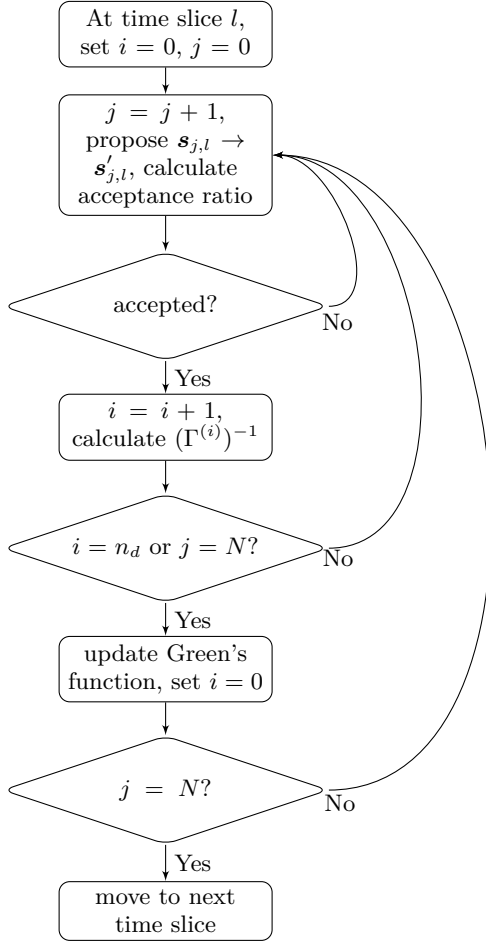 At time slice l,
set i = 0, j = 0
j = j + 1,
propose s_{j,l} →
s'_{j,l}, calculate
acceptance ratio
accepted?
No
Yes
i = i + 1,
calculate (Γ^{(i)})^{-1}
i = n_d or j = N?
No
Yes
update Green's
function, set i = 0
j = N?
No
Yes
move to next
time slice